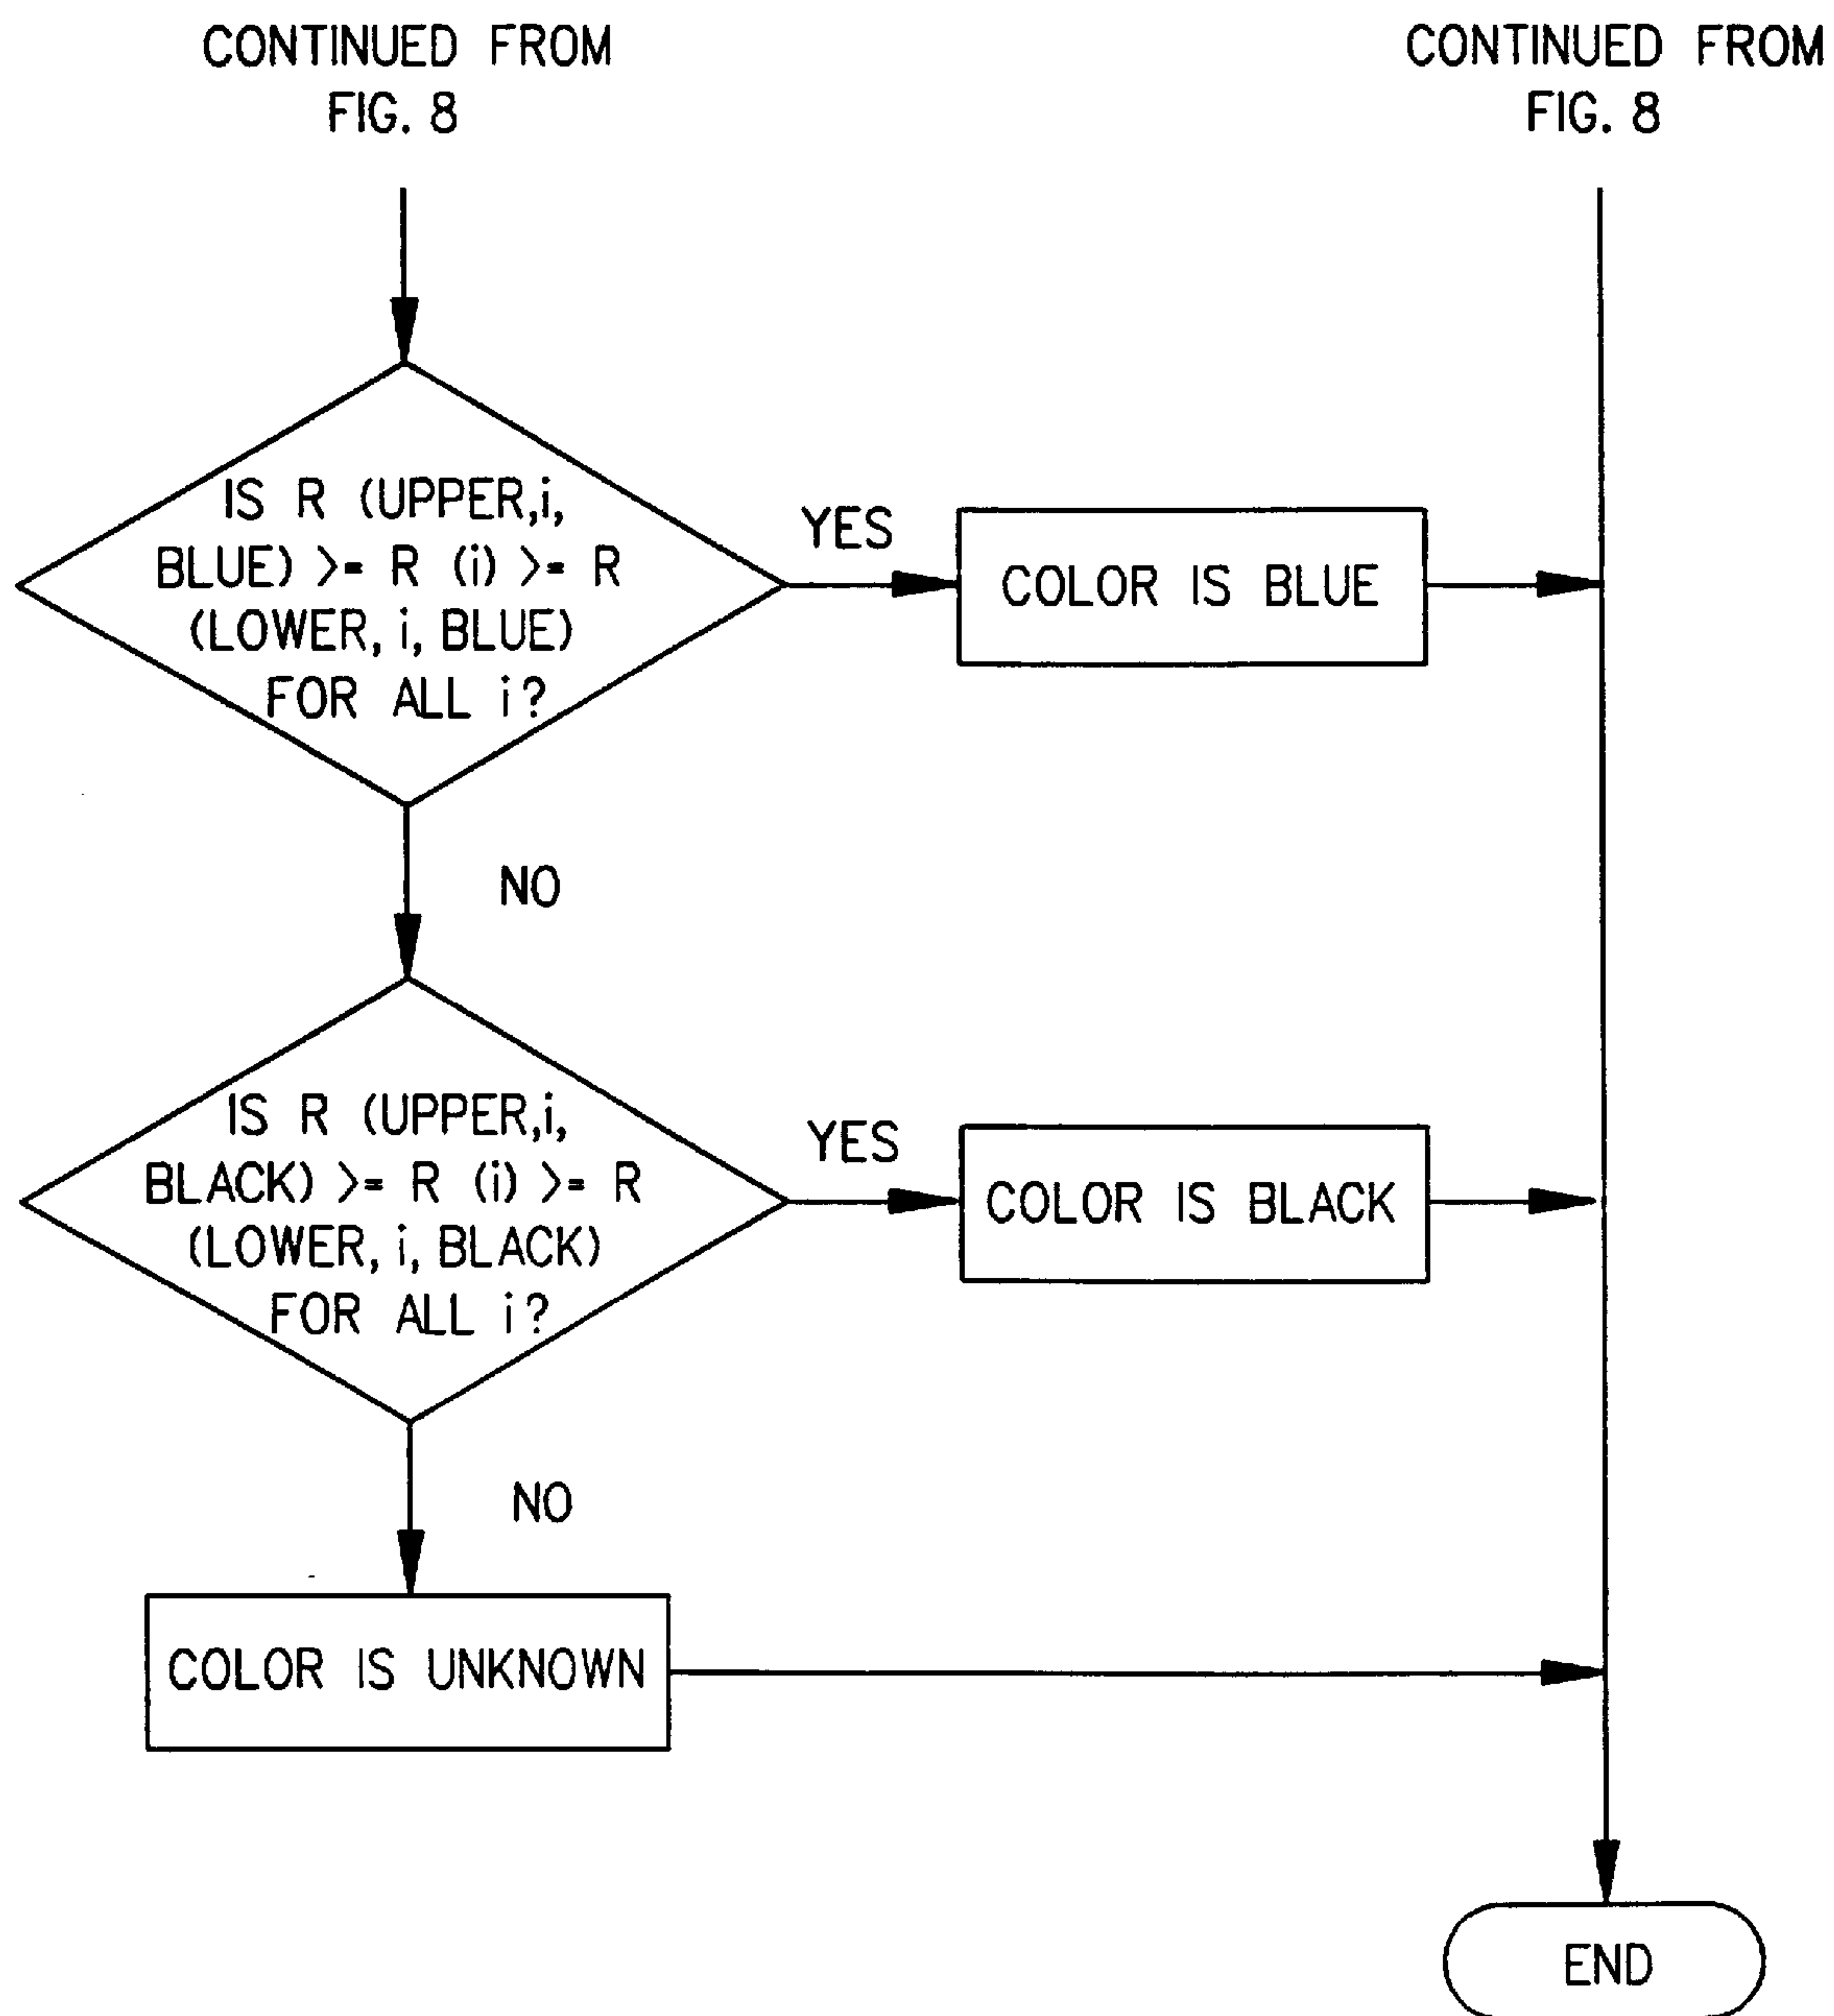 CONTINUED FROM
FIG. 8
CONTINUED FROM
FIG. 8
IS R (UPPER,i,
BLUE) >= R (i) >= R
(LOWER, i, BLUE)
FOR ALL i?
YES
COLOR IS BLUE
NO
IS R (UPPER,i,
BLACK) >= R (i) >= R
(LOWER, i, BLACK)
FOR ALL i?
YES
COLOR IS BLACK
NO
COLOR IS UNKNOWN
END